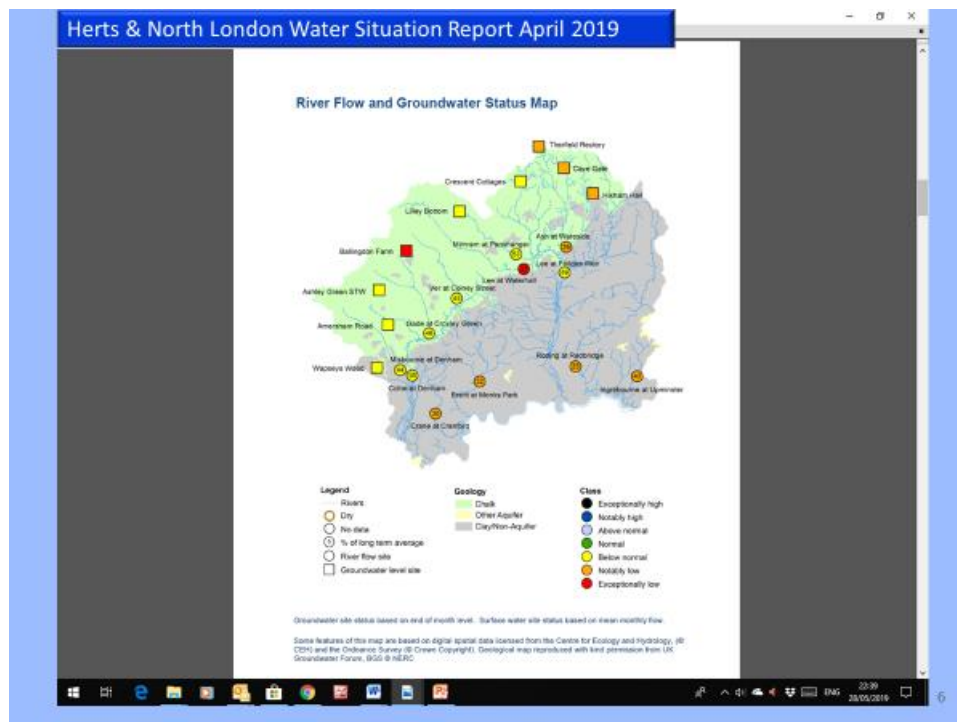 Herts & North London Water Situation Report April 2019
River Flow and Groundwater Status Map
Therfield Rectory
Cave Gate
Crescent Cottages
Hixham Hall
Lilley Bottom
Ash at Wareside
Mimram at Panshanger
Ballingdon Farm
Lee at Waterhall
Ashley Green STW
Ver at Colney Street
Amersham Road
Gade at Croxley Green
Misbourne at Denham
Roding at Redbridge
Wapseys Wood
Colne at Denham
Ingrebourne at Upminster
Brent at Monks Park
Crane at Cranford
Legend
Rivers
Dry
No data
% of long term average
River flow site
Groundwater level site
Geology
Chalk
Other Aquifer
Clay/Non-Aquifer
Class
Exceptionally high
Notably high
Above normal
Normal
Below normal
Notably low
Exceptionally low
Groundwater site status based on end of month level. Surface water site status based on mean monthly flow
Some features of this map are based on digital spatial data licensed from the Centre for Ecology and Hydrology, (©
CEH) and the Ordnance Survey (© Crown Copyright). Geological map reproduced with kind permission from UK
Groundwater Forum, BGS © NERC
ENG
22:39
28/05/2019
6